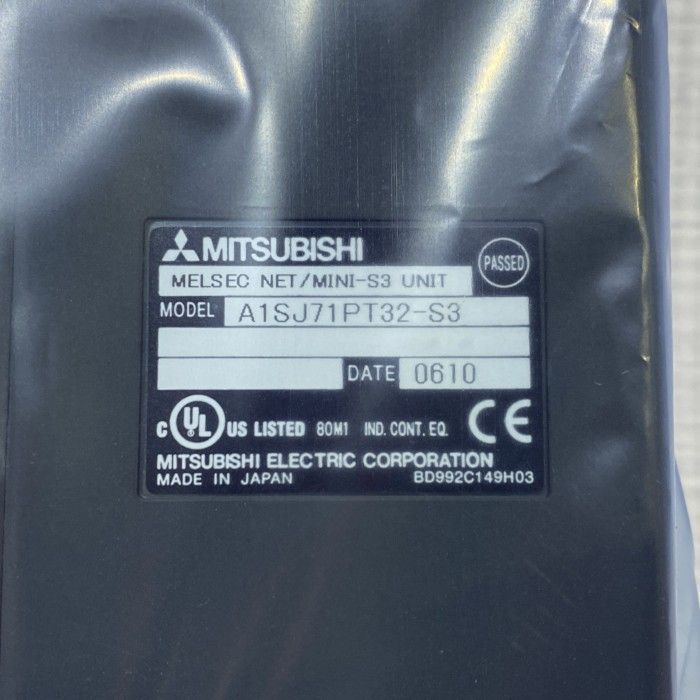 MITSUBISHI
PASSED
MELSEC NET/MINI-S3 UNIT
MODEL A1SJ71PT32-S3
DATE 0610
C UL US LISTED 80M1 IND. CONT. EQ. CE
MITSUBISHI ELECTRIC CORPORATION
MADE IN JAPAN BD992C149H03